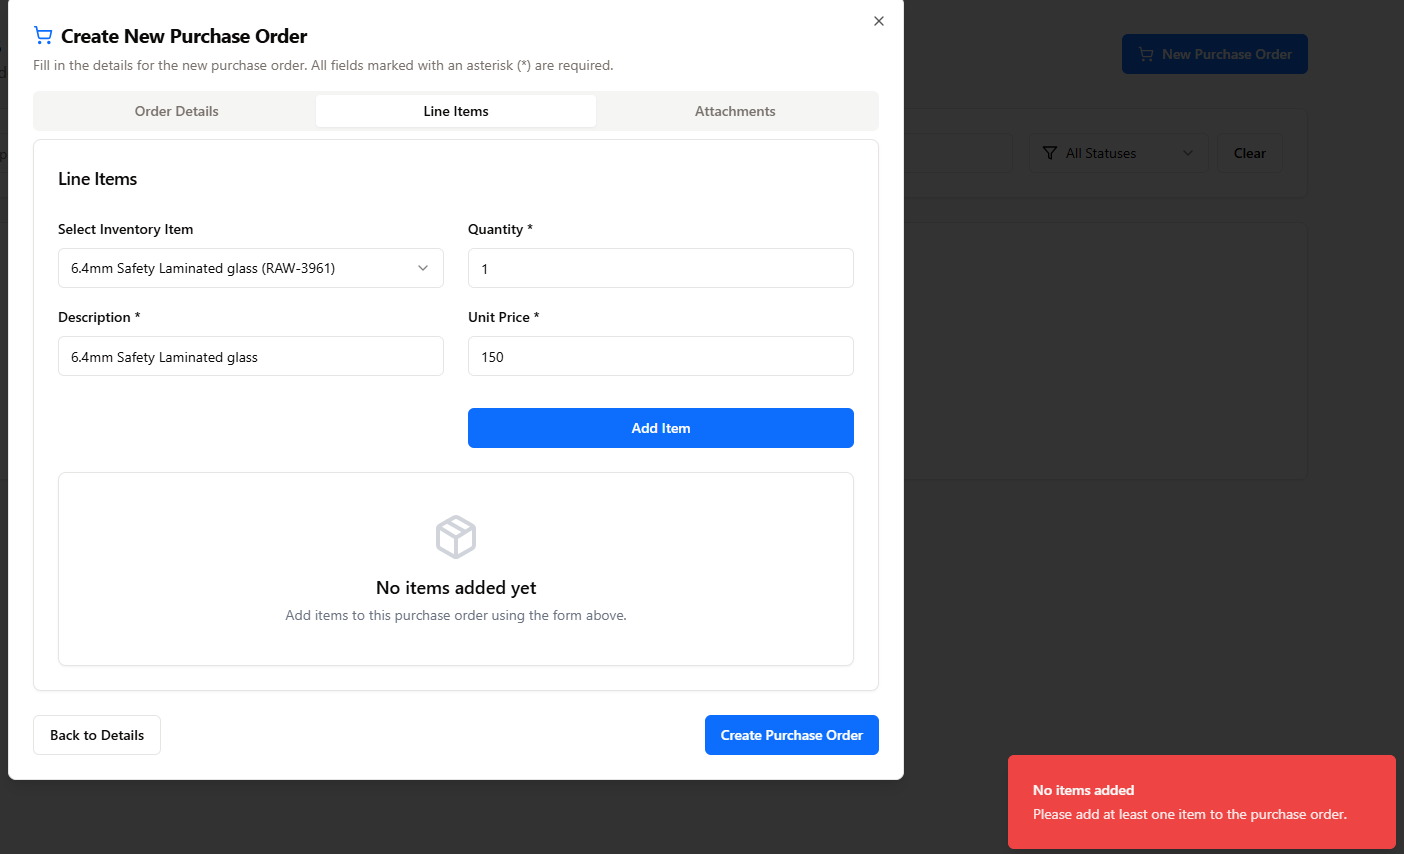 Create New Purchase Order
Fill in the details for the new purchase order. All fields marked with an asterisk (*) are required.
New Purchase Order
Order Details
Line Items
Attachments
All Statuses
Clear
Line Items
Select Inventory Item
Quantity *
6.4mm Safety Laminated glass (RAW-3961)
1
Description *
Unit Price *
6.4mm Safety Laminated glass
150
Add Item
No items added yet
Add items to this purchase order using the form above.
Back to Details
Create Purchase Order
No items added
Please add at least one item to the purchase order.